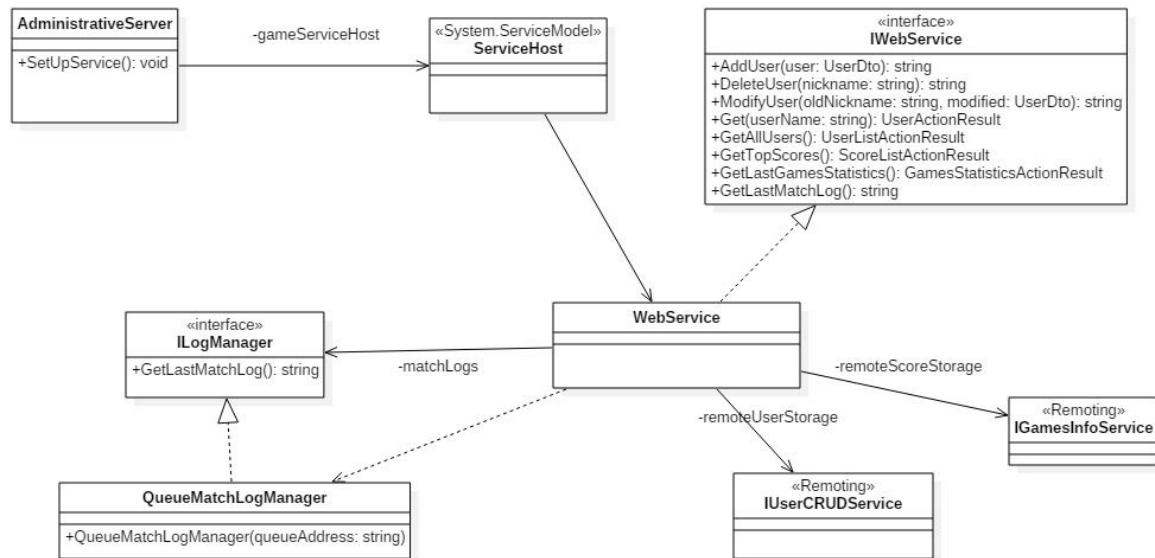 AdministrativeServer
+SetUpService(): void
-gameServiceHost
«System.ServiceModel»
ServiceHost
«interface»
IWebService
+AddUser(user: UserDto): string
+DeleteUser(nickname: string): string
+ModifyUser(oldNickname: string, modified: UserDto): string
+Get(userName: string): UserActionResult
+GetAllUsers(): UserListActionResult
+GetTopScores(): ScoreListActionResult
+GetLastGamesStatistics(): GamesStatisticsActionResult
+GetLastMatchLog(): string
WebService
«interface»
ILogManager
+GetLastMatchLog(): string
-matchLogs
-remoteScoreStorage
-remoteUserStorage
«Remoting»
IGamesInfoService
QueueMatchLogManager
+QueueMatchLogManager(queueAddress: string)
«Remoting»
IUserCRUDService